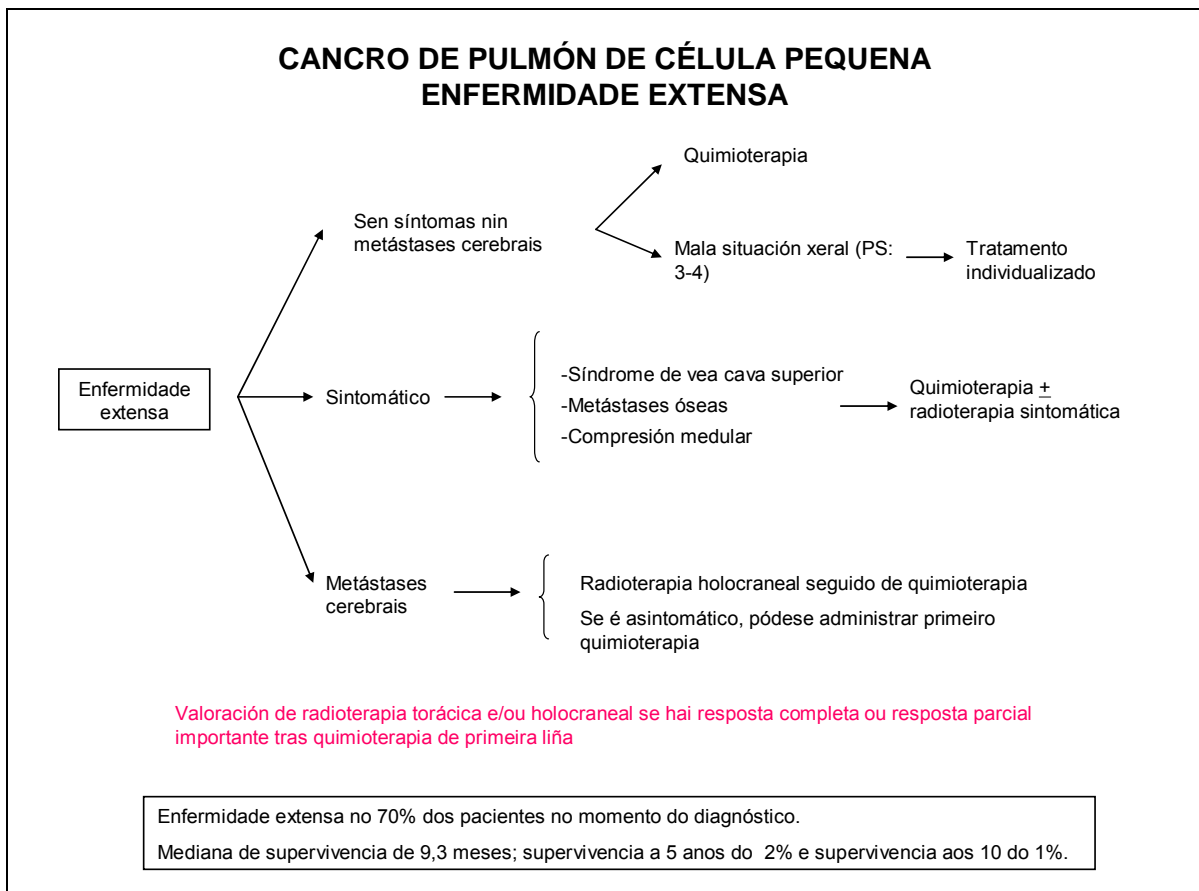 CANCRO DE PULMÓN DE CÉLULA PEQUENA
ENFERMIDADE EXTENSA
Quimioterapia
Sen síntomas nin
metástases cerebrais
Mala situación xeral (PS:
3-4)
Tratamento
individualizado
Enfermidade
extensa
Sintomático
-Síndrome de vea cava superior
-Metástases óseas
-Compresión medular
Quimioterapia ±
radioterapia sintomática
Metástases
cerebrais
Radioterapia holocraneal seguido de quimioterapia
Se é asintomático, pódese administrar primeiro
quimioterapia
Valoración de radioterapia torácica e/ou holocraneal se hai resposta completa ou resposta parcial
importante tras quimioterapia de primeira liña
Enfermidade extensa no 70% dos pacientes no momento do diagnóstico.
Mediana de supervivencia de 9,3 meses; supervivencia a 5 anos do 2% e supervivencia aos 10 do 1%.